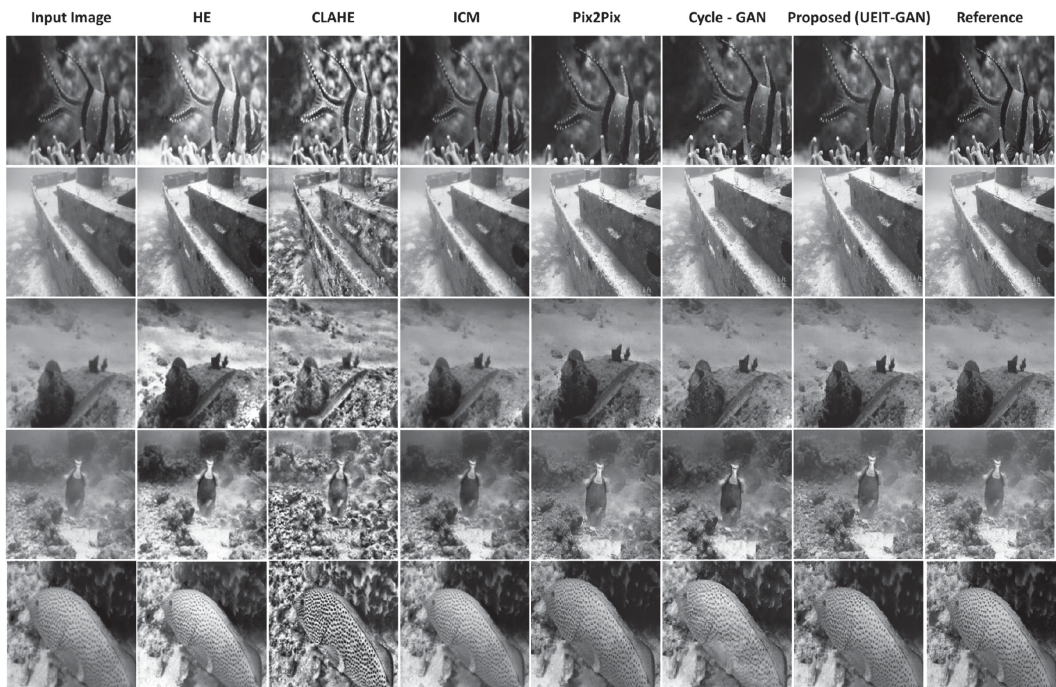 Input Image HE CLAHE ICM Pix2Pix Cycle - GAN Proposed (UEIT-GAN) Reference